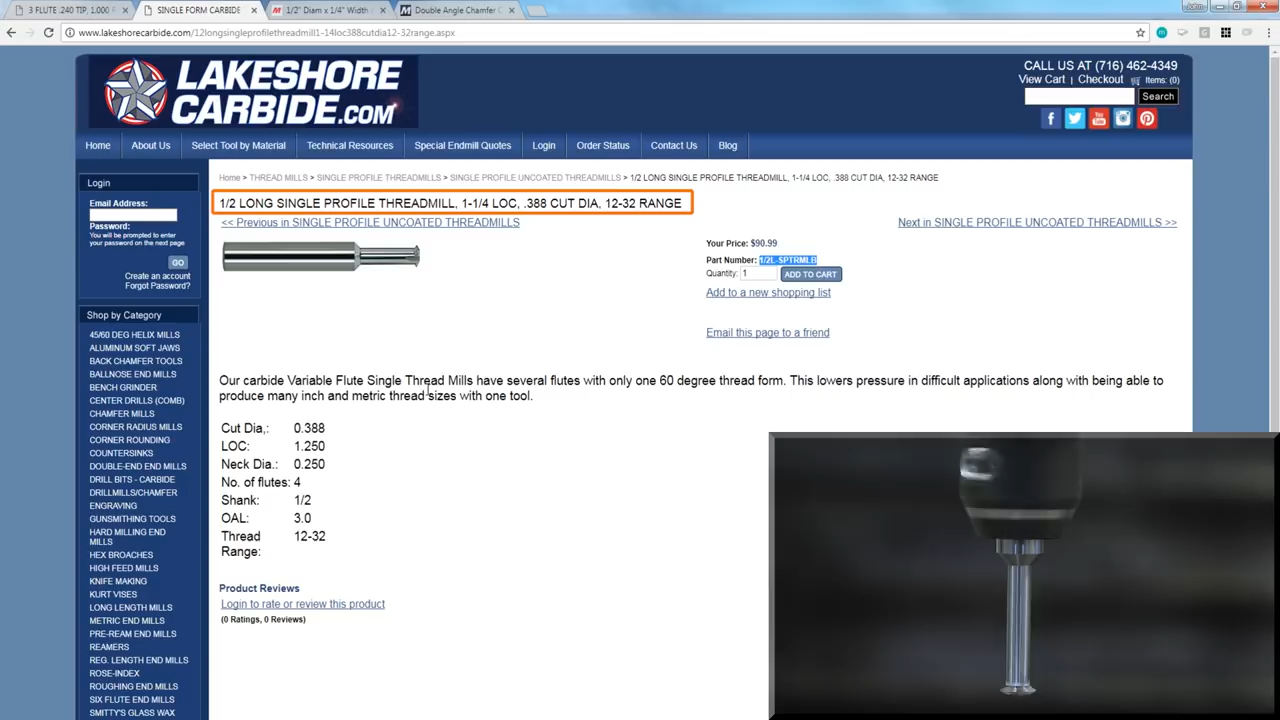 3 FLUTE .240 TIP, 1.000
SINGLE FORM CARBIDE
1/2" Diam x 1/4" Width
Double Angle Chamfer C
John
www.lakeshorecarbide.com/12longsingleprofilethreadmill1-14loc388cutdia12-32range.aspx
LAKESHORE
CARBIDE.COM
CALL US AT (716) 462-4349
View Cart | Checkout Items: (0)
Search
Home
About Us
Select Tool by Material
Technical Resources
Special Endmill Quotes
Login
Order Status
Contact Us
Blog
Login
Email Address:
Password:
You will be prompted to enter
your password on the next
page
GO
Create an account
Forgot Password?
Shop by Category
45/60 DEG HELIX MILLS
ALUMINUM SOFT JAWS
BACK CHAMFER TOOLS
BALLNOSE END MILLS
BENCH GRINDER
CENTER DRILLS (COMB)
CHAMFER MILLS
CORNER RADIUS MILLS
CORNER ROUNDING
COUNTERSINKS
DOUBLE-END END MILLS
DRILL BITS - CARBIDE
DRILLMILLS/CHAMFER
ENGRAVING
GUNSMITHING TOOLS
HARD MILLING END
MILLS
HEX BROACHES
HIGH FEED MILLS
KNIFE MAKING
KURT VISES
LONG LENGTH MILLS
METRIC END MILLS
PRE-REAM END MILLS
REAMERS
REG. LENGTH END MILLS
ROSE-INDEX
ROUGHING END MILLS
SIX FLUTE END MILLS
SMITTY'S GLASS WAX
Home > THREAD MILLS > SINGLE PROFILE THREADMILLS > SINGLE PROFILE UNCOATED THREADMILLS > 1/2 LONG SINGLE PROFILE THREADMILL, 1-1/4 LOC, .388 CUT DIA, 12-32 RANGE
1/2 LONG SINGLE PROFILE THREADMILL, 1-1/4 LOC, .388 CUT DIA, 12-32 RANGE
<< Previous in SINGLE PROFILE UNCOATED THREADMILLS
Next in SINGLE PROFILE UNCOATED THREADMILLS >>
Your Price: $90.99
Part Number: 1/2L-SPTRMLB
Quantity: 1 ADD TO CART
Add to a new shopping list
Email this page to a friend
Our carbide Variable Flute Single Thread Mills have several flutes with only one 60 degree thread form. This lowers pressure in difficult applications along with being able to
produce many inch and metric thread sizes with one tool.
Cut Dia,: 0.388
LOC: 1.250
Neck Dia.: 0.250
No. of flutes: 4
Shank: 1/2
OAL: 3.0
Thread 12-32
Range:
Product Reviews
Login to rate or review this product
(0 Ratings, 0 Reviews)